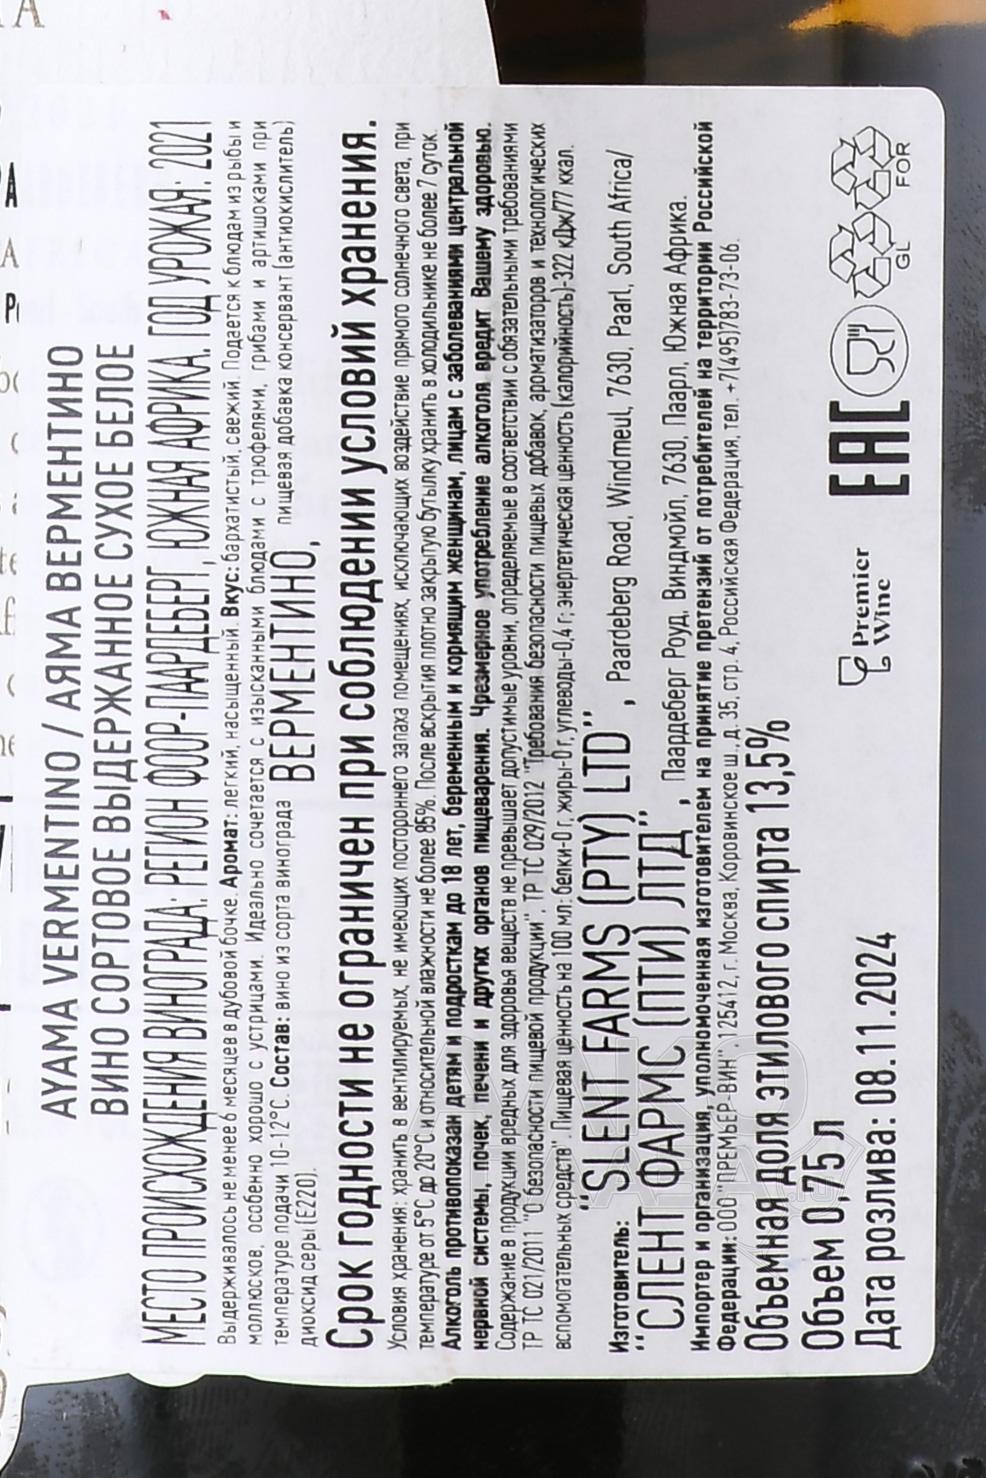 AYAMA VERMENTINO / АЯМА ВЕРМЕНТИНО
ВИНО СОРТОВОЕ ВЫДЕРЖАННОЕ СУХОЕ БЕЛОЕ
МЕСТО ПРОИСХОЖДЕНИЯ ВИНОГРАДА: РЕГИОН ФООР-ПААРДЕБЕРГ, ЮЖНАЯ АФРИКА. ГОД УРОЖАЯ: 2021
Выдерживалось не менее 6 месяцев в дубовой бочке. Аромат: легкий, насыщенный. Вкус: бархатистый, свежий. Подается к блюдам из рыбы и
моллюсков, особенно хорошо с устрицами. Идеально сочетается с изысканными блюдами с трюфелями, грибами и артишоками при
температуре подачи 10-12°С. Состав: вино из сорта винограда ВЕРМЕНТИНО, пищевая добавка консервант (антиокислитель)
диоксид серы (Е220).
Срок годности не ограничен при соблюдении условий хранения.
Условия хранения: хранить в вентилируемых, не имеющих постороннего запаха помещениях, исключающих воздействие прямого солнечного света, при
температуре от 5°С до 20°С и относительной влажности не более 85%. После вскрытия плотно закрытую бутылку хранить в холодильнике не более 7 суток.
Алкоголь противопоказан детям и подросткам до 18 лет, беременным и кормящим женщинам, лицам с заболеваниями центральной
нервной системы, почек, печени и других органов пищеварения. Чрезмерное употребление алкоголя вредит Вашему здоровью.
Содержание в продукции вредных для здоровья веществ не превышает допустимые уровни, определяемые в соответствии с обязательными требованиями
ТР ТС 021/2011 "О безопасности пищевой продукции", ТР ТС 029/2012 "Требования безопасности пищевых добавок, ароматизаторов и технологических
вспомогательных средств". Пищевая ценность на 100 мл: белки-0 г; жиры-0 г; углеводы-0,4 г; энергетическая ценность (калорийность)-322 кДж/77 ккал.
Изготовитель: "SLENT FARMS (PTY) LTD", Paardeberg Road, Windmeul, 7630, Paarl, South Africa/
"СЛЕНТ ФАРМС (ПТИ) ЛТД", Паардеберг Роуд, Виндмойл, 7630, Паарл, Южная Африка.
Импортер и организация, уполномоченная изготовителем на принятие претензий от потребителей на территории Российской
Федерации: ООО "ПРЕМЬЕР-ВИН", 125412, г. Москва, Коровинское ш., д. 35, стр. 4, Российская Федерация, тел. +7(495)783-73-06.
Объемная доля этилового спирта 13,5%
Объем 0,75 л
Дата розлива: 08.11.2024
Premier
Wine
EAC
GL
FOR